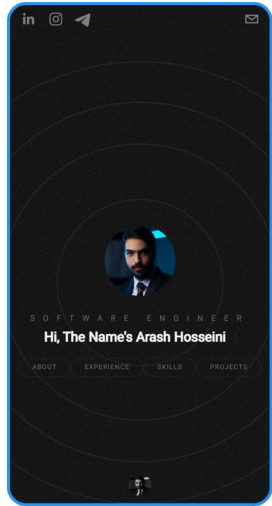 SOFTWARE ENGINEER
Hi, The Name's Arash Hosseini
ABOUT EXPERIENCE SKILLS PROJECTS